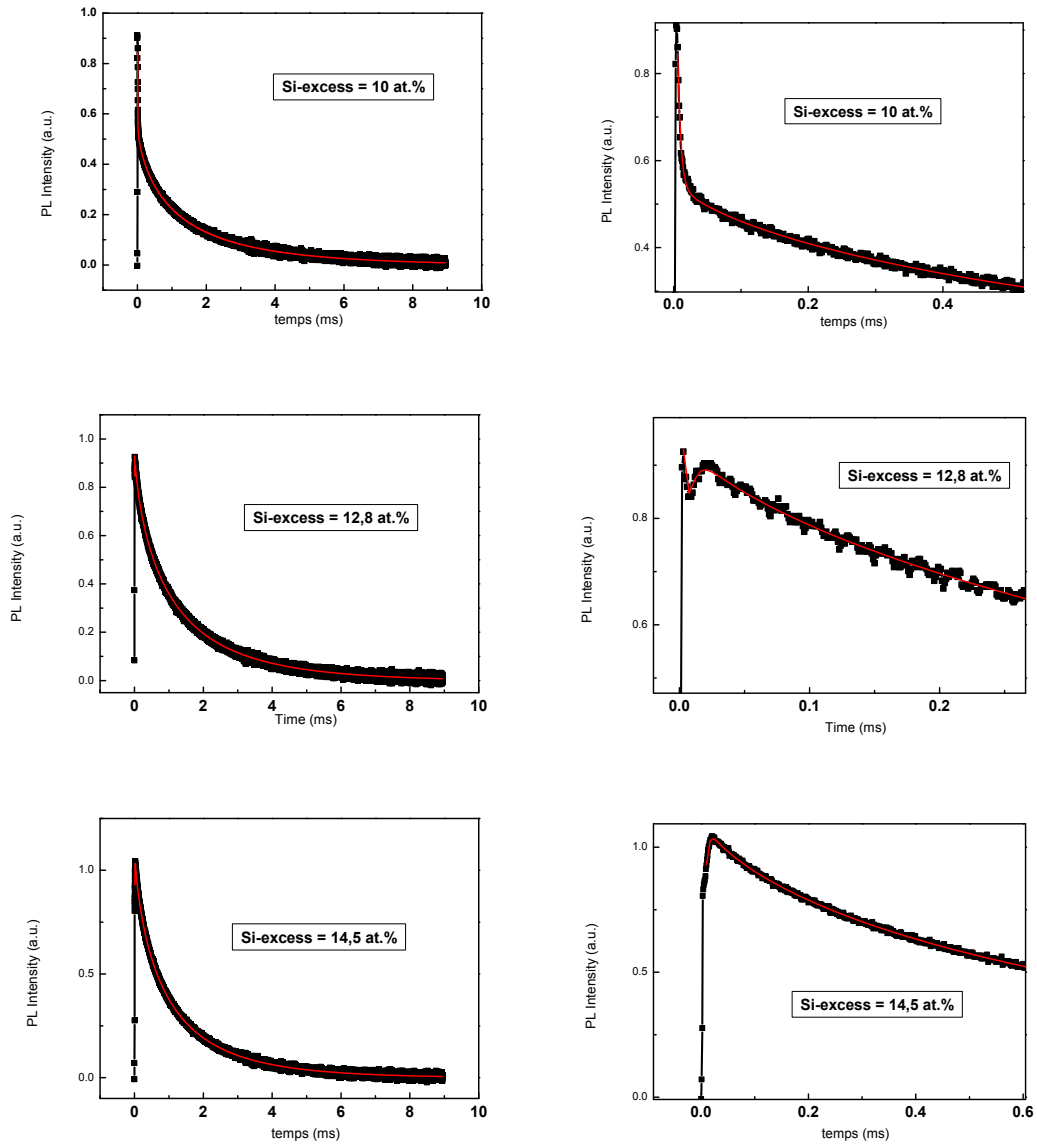 1.0
0.8
0.6
0.4
0.2
0.0
PL Intensity (a.u.)
Si-excess = 10 at.%
0 2 4 6 8 10
temps (ms)
0.8
0.6
0.4
PL Intensity (a.u.)
Si-excess = 10 at.%
0.0 0.2 0.4
temps (ms)
1.0
0.8
0.6
0.4
0.2
0.0
PL Intensity (a.u.)
Si-excess = 12,8 at.%
0 2 4 6 8 10
Time (ms)
0.8
0.6
PL Intensity (a.u.)
Si-excess = 12,8 at.%
0.0 0.1 0.2
Time (ms)
1.0
0.5
0.0
PL Intensity (a.u.)
Si-excess = 14,5 at.%
0 2 4 6 8 10
temps (ms)
1.0
0.5
0.0
PL Intensity (a.u.)
Si-excess = 14,5 at.%
0.0 0.2 0.4 0.6
temps (ms)